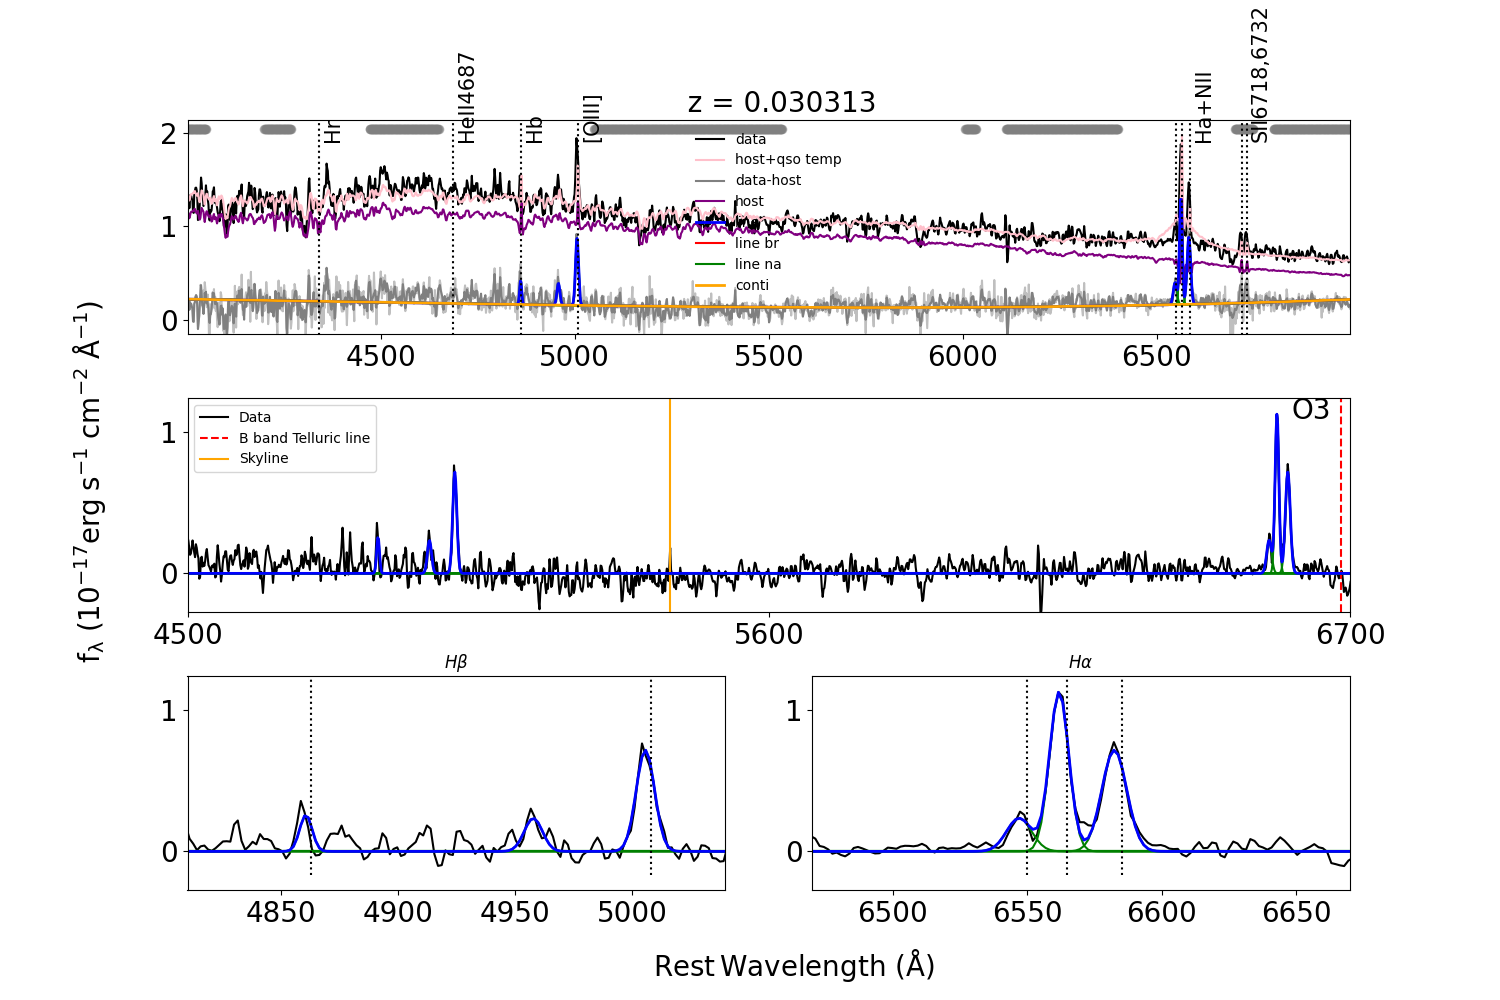 z = 0.030313
Hr
HeII4687
Hb
[OIII]
Ha+NII
SII6718,6732
data
host+qso temp
data-host
host
line br
line na
conti
2
1
0
4500 5000 5500 6000 6500
Data
B band Telluric line
Skyline
O3
1
0
4500 5600 6700
fλ (10−17erg s−1 cm−2 Å−1)
Hβ
1
0
4850 4900 4950 5000
Hα
1
0
6500 6550 6600 6650
Rest Wavelength (Å)